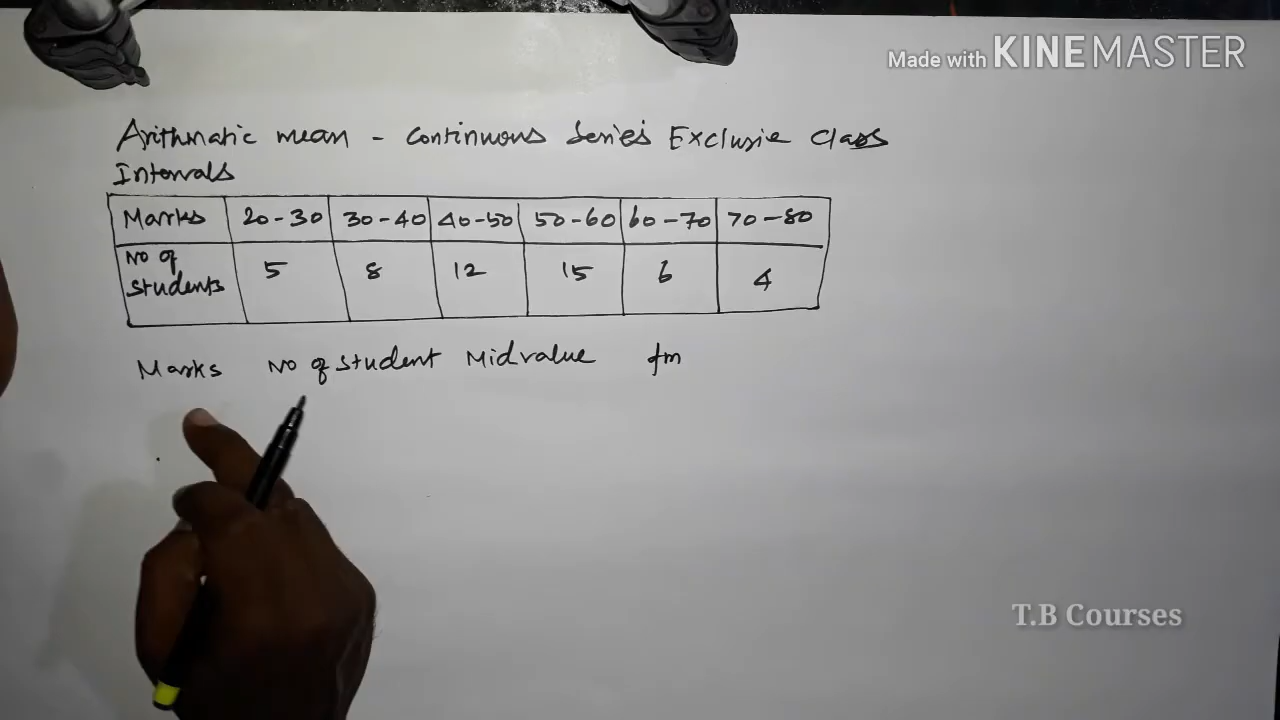 Made with KINEMASTER
Arithmatic mean - Continuous Series Exclusie Class
Intervals
Marks 20-30 30-40 40-50 50-60 60-70 70-80
No of
students 5 8 12 15 6 4
Marks No of student Midvalue fm
T.B Courses